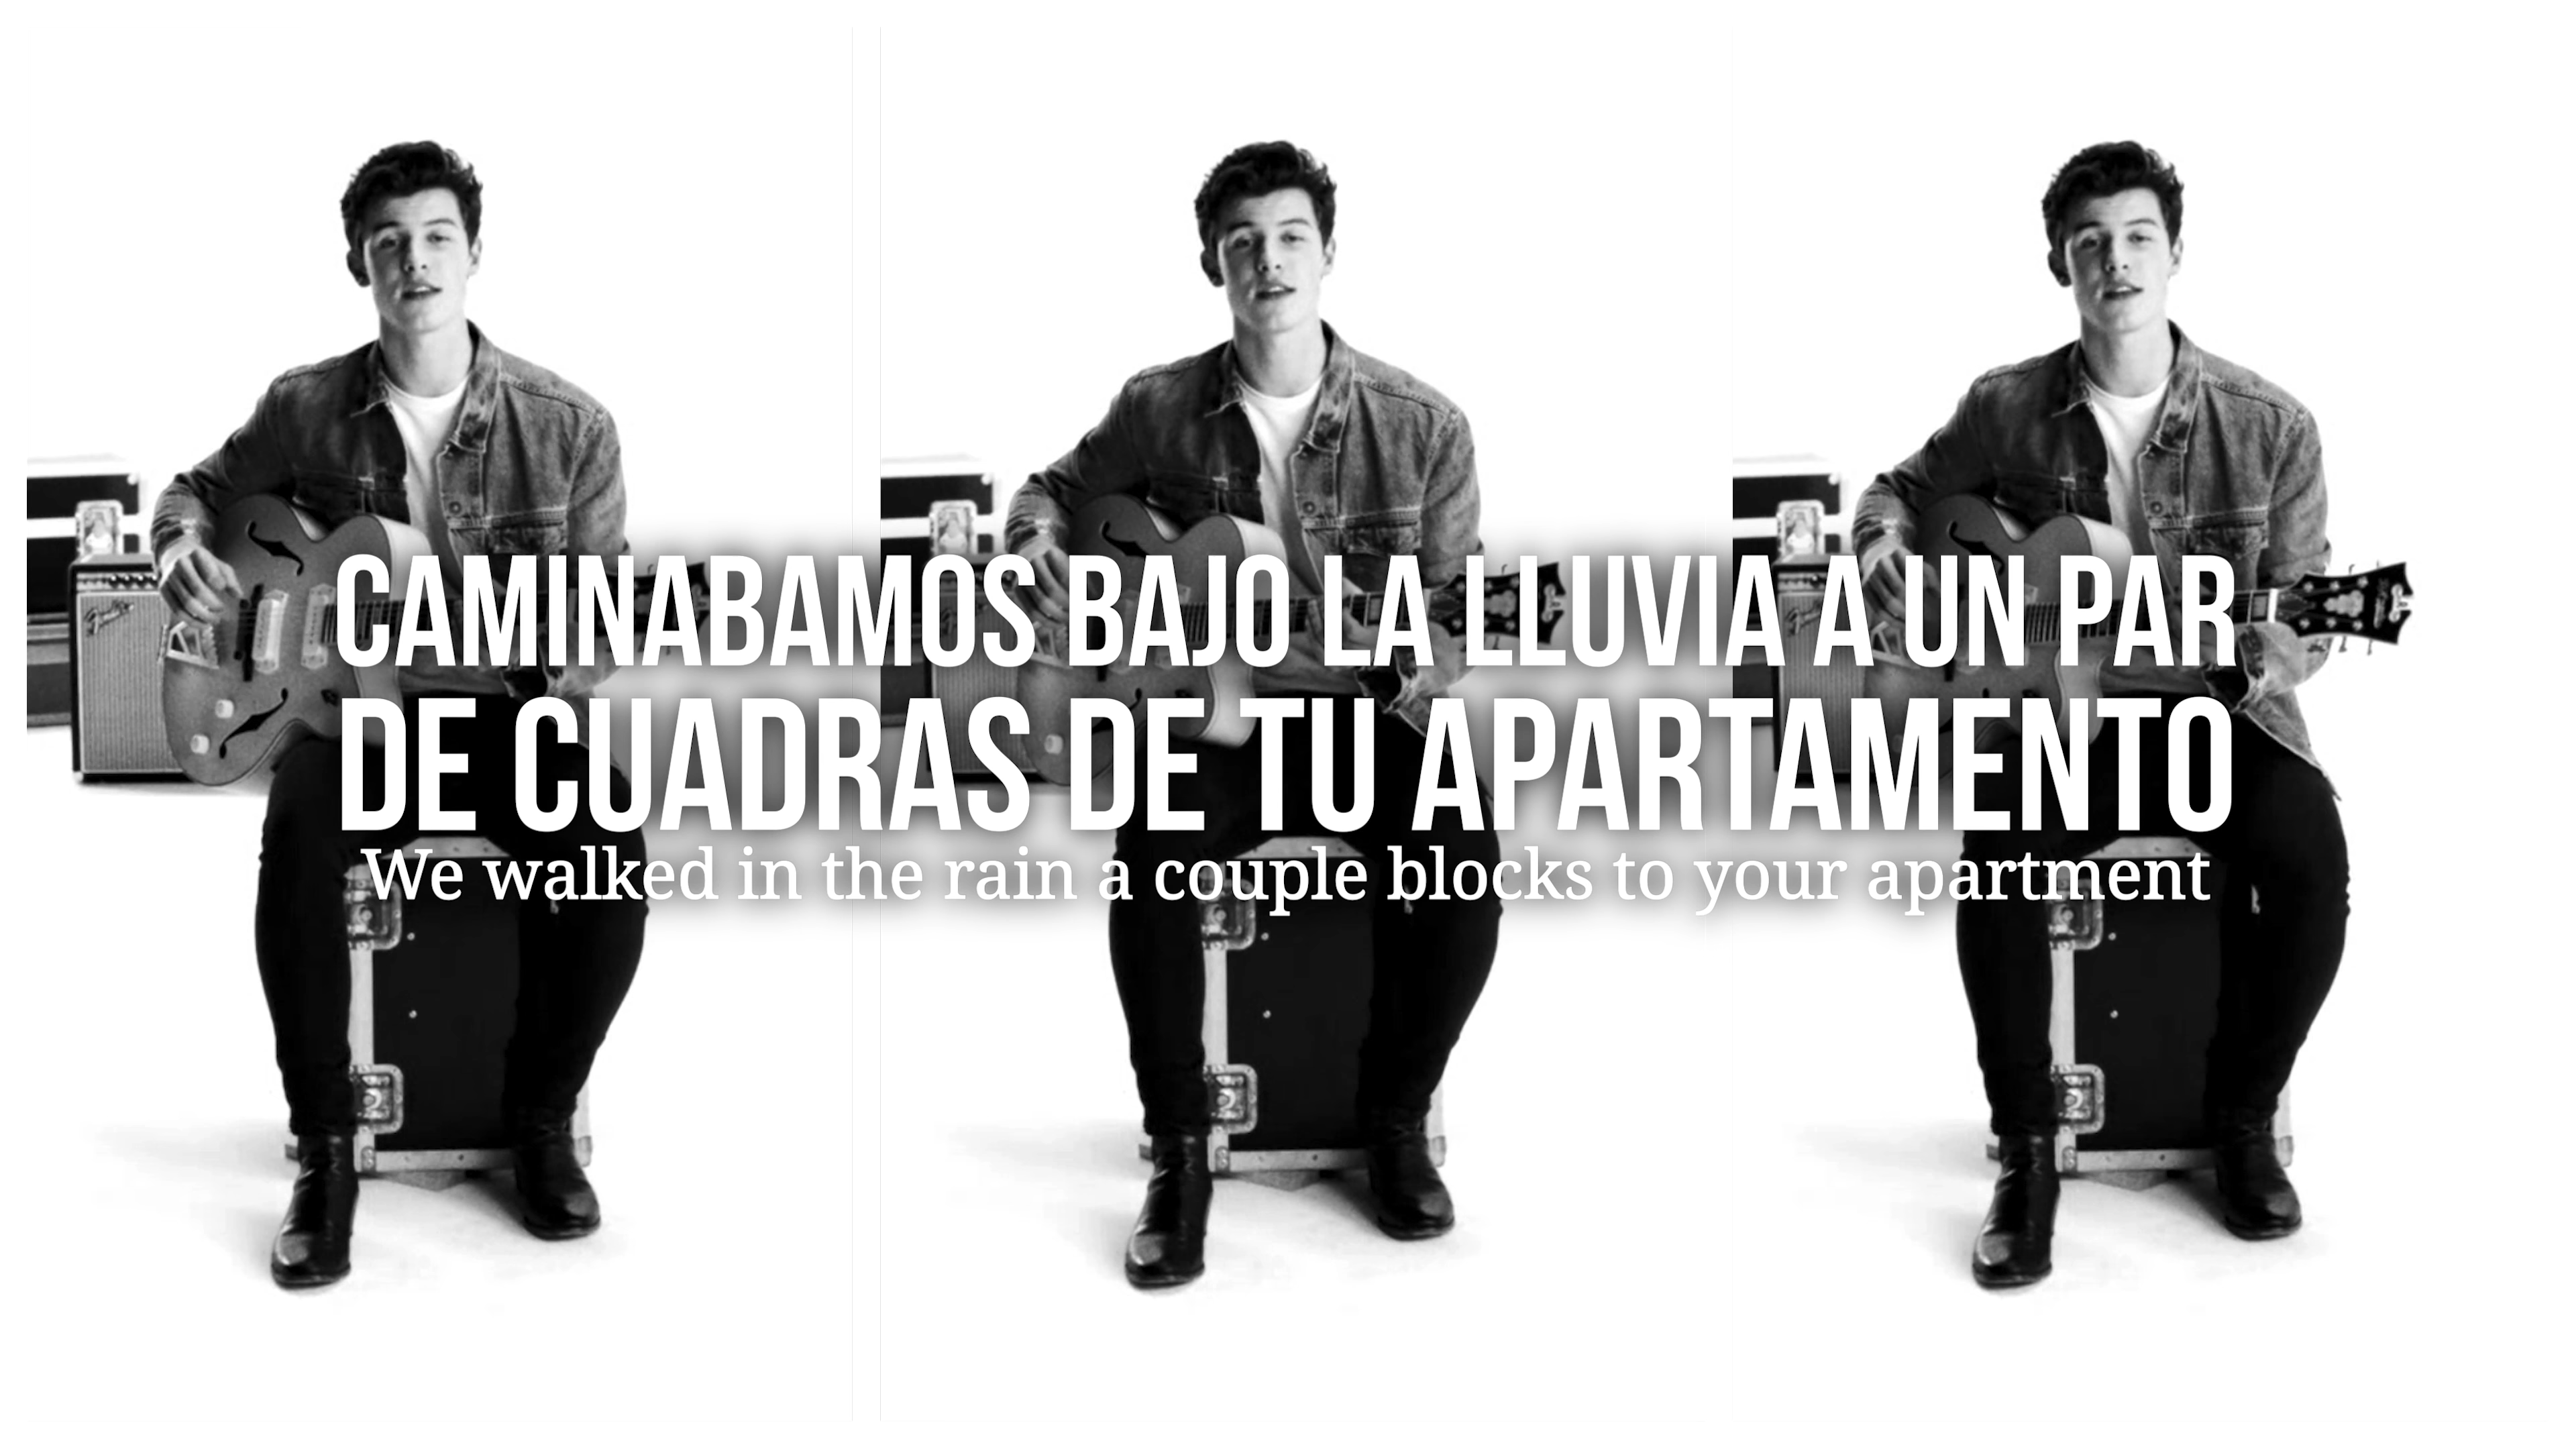 CAMINABAMOS BAJO LA LLUVIA A UN PAR
DE CUADRAS DE TU APARTAMENTO
We walked in the rain a couple blocks to your apartment
Fender